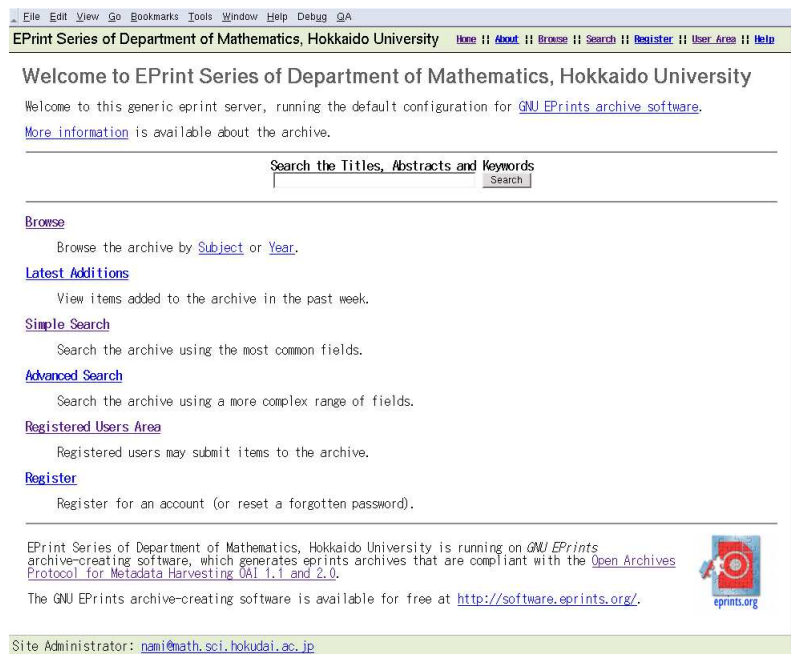 File Edit View Go Bookmarks Tools Window Help Debug QA
EPrint Series of Department of Mathematics, Hokkaido University Home || About || Browse || Search || Register || User Area || Help
Welcome to EPrint Series of Department of Mathematics, Hokkaido University
Welcome to this generic eprint server, running the default configuration for GNU EPrints archive software.
More information is available about the archive.
Search the Titles, Abstracts and Keywords
Search
Browse
Browse the archive by Subject or Year.
Latest Additions
View items added to the archive in the past week.
Simple Search
Search the archive using the most common fields.
Advanced Search
Search the archive using a more complex range of fields.
Registered Users Area
Registered users may submit items to the archive.
Register
Register for an account (or reset a forgotten password).
EPrint Series of Department of Mathematics, Hokkaido University is running on GNU EPrints
archive-creating software, which generates eprints archives that are compliant with the Open Archives
Protocol for Metadata Harvesting OAI 1.1 and 2.0.
The GNU EPrints archive-creating software is available for free at http://software.eprints.org/.
eprints.org
Site Administrator: nami@math.sci.hokudai.ac.jp